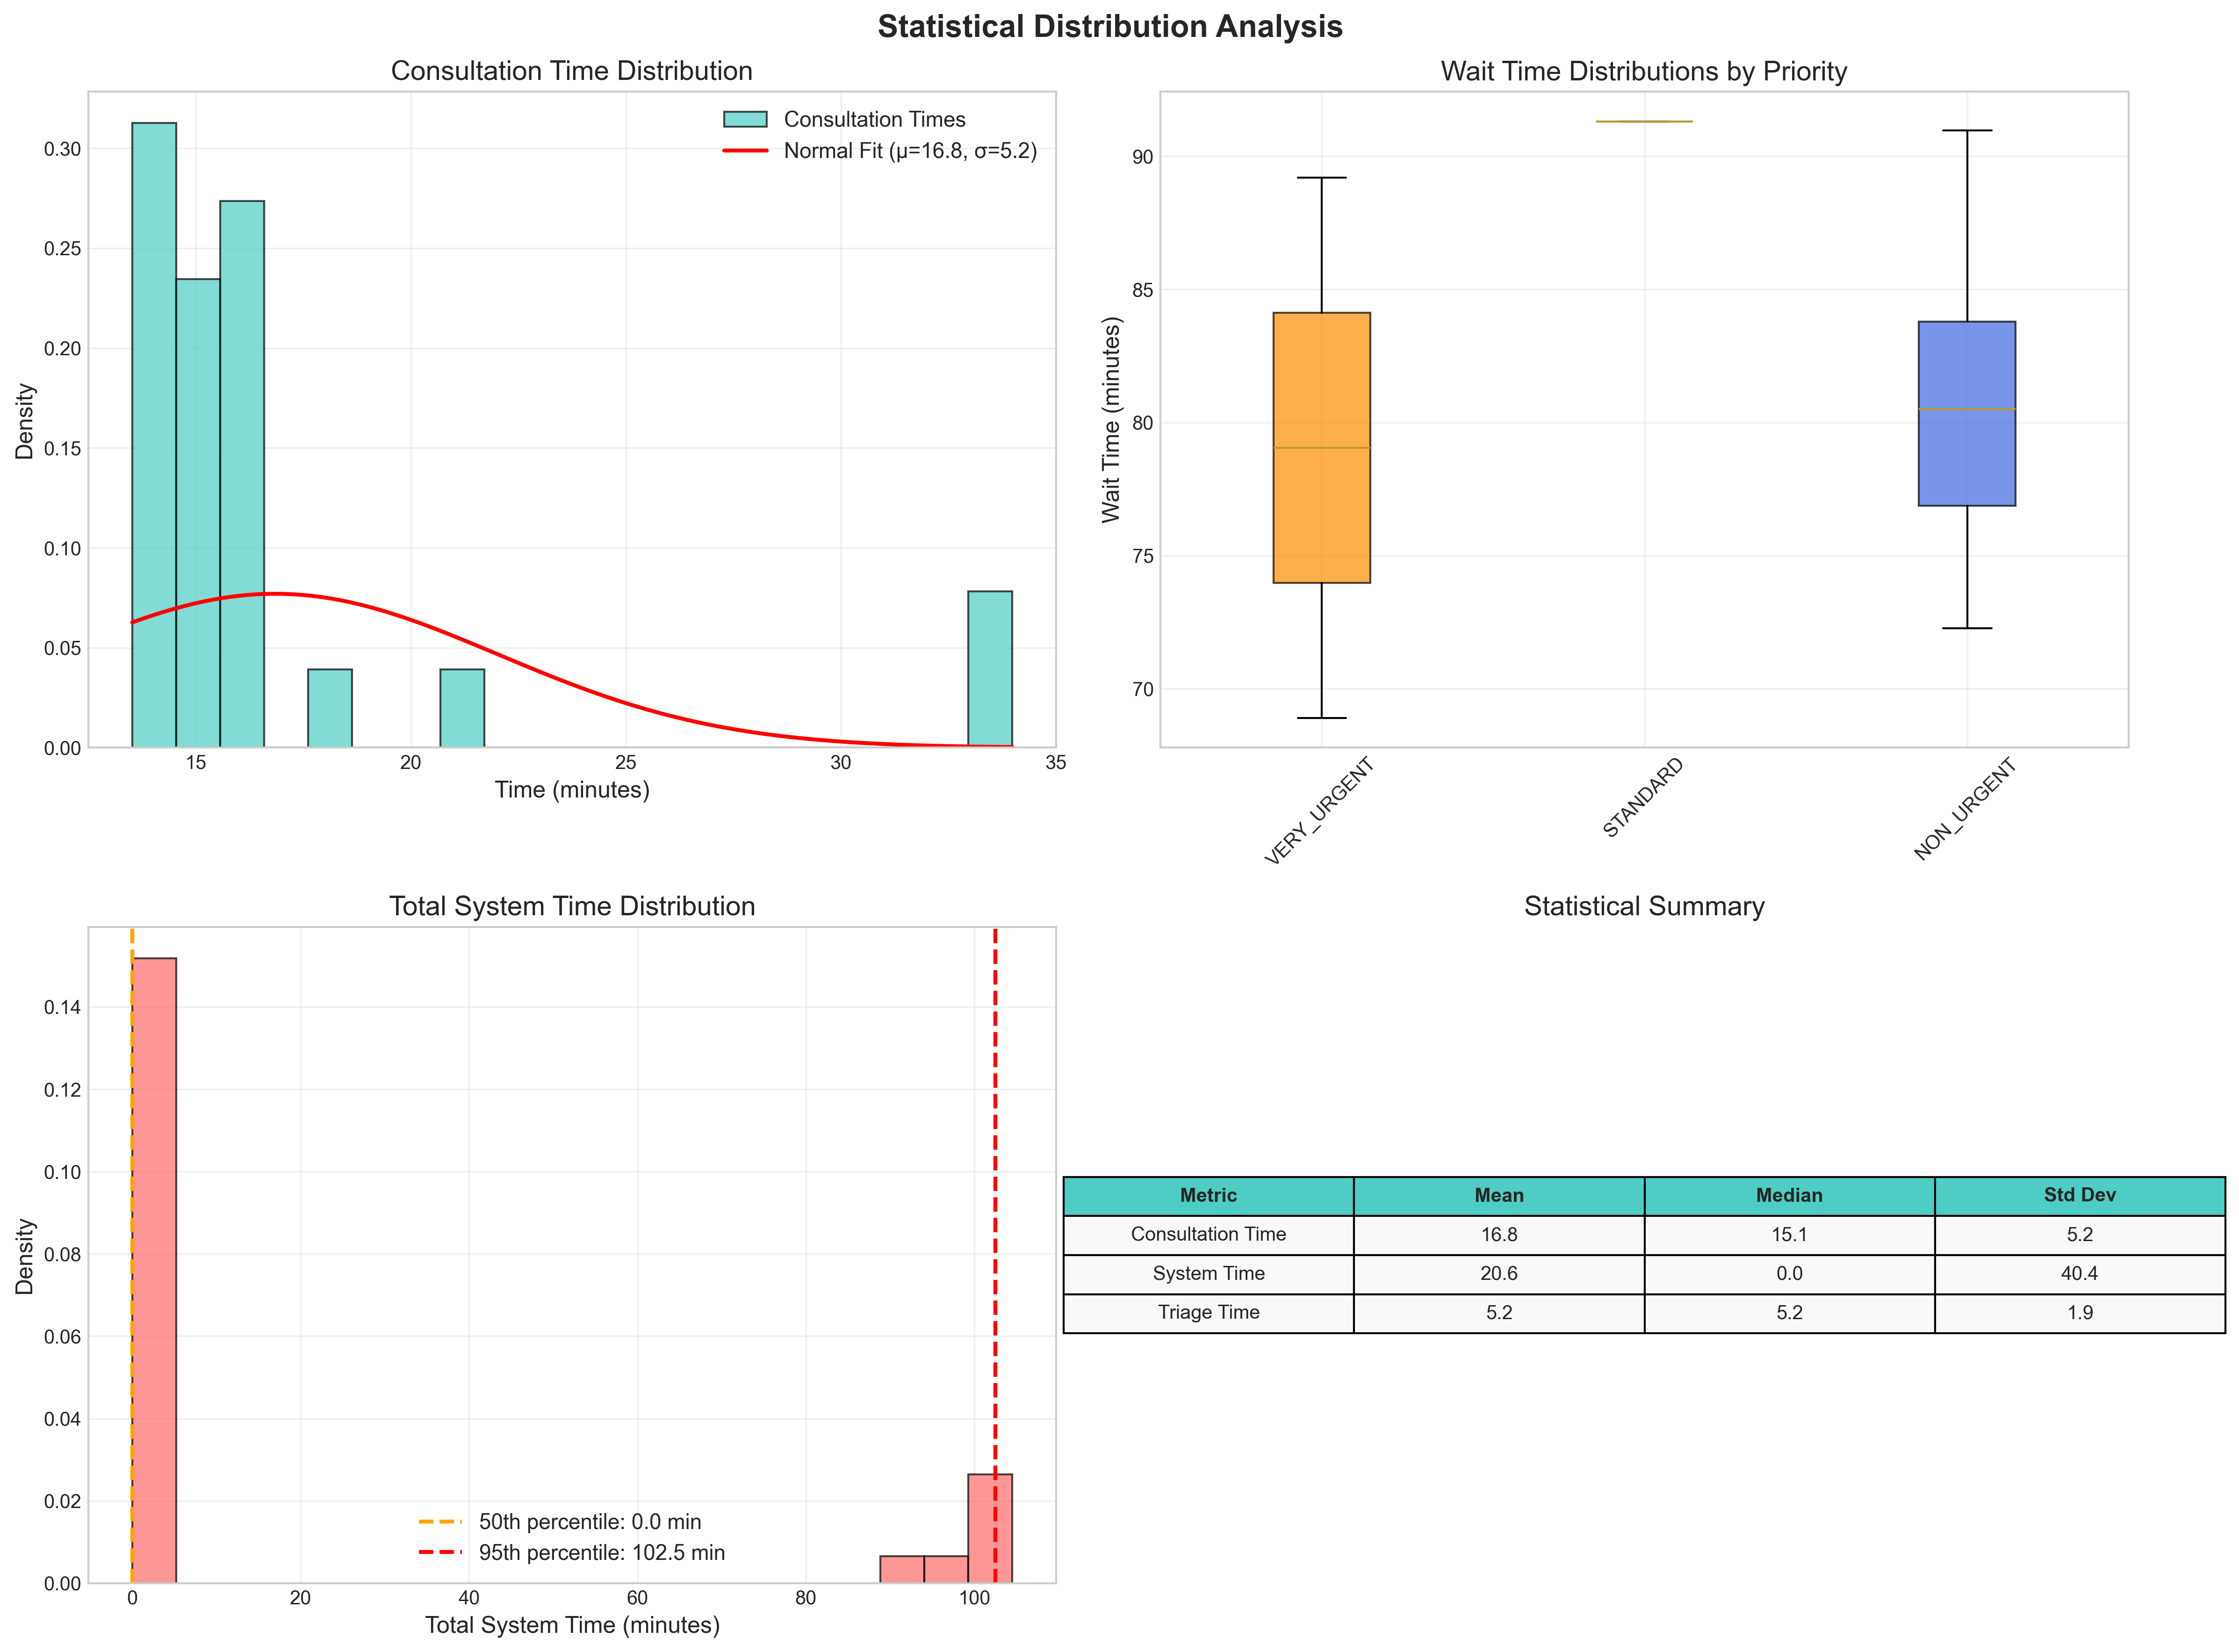 Statistical Distribution Analysis
Consultation Time Distribution
Consultation Times
Normal Fit (μ=16.8, σ=5.2)
0.30
0.25
0.20
0.15
0.10
0.05
0.00
Density
15 20 25 30 35
Time (minutes)
Wait Time Distributions by Priority
90
85
80
75
70
Wait Time (minutes)
VERY_URGENT
STANDARD
NON_URGENT
Total System Time Distribution
0.14
0.12
0.10
0.08
0.06
0.04
0.02
0.00
Density
50th percentile: 0.0 min
95th percentile: 102.5 min
0 20 40 60 80 100
Total System Time (minutes)
Statistical Summary
Metric Mean Median Std Dev
Consultation Time 16.8 15.1 5.2
System Time 20.6 0.0 40.4
Triage Time 5.2 5.2 1.9